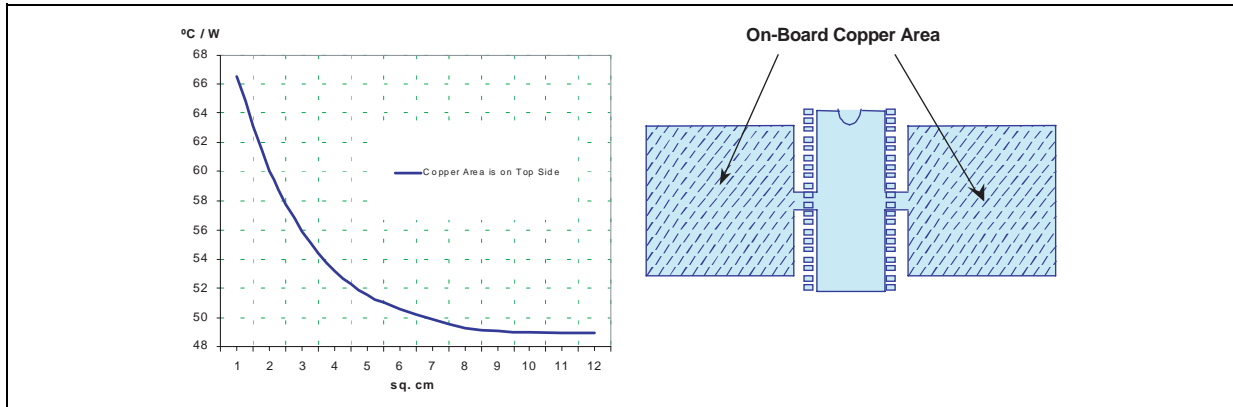 ºC / W
On-Board Copper Area
68
66
64
62
60
58
56
54
52
50
48
Copper Area is on Top Side
1 2 3 4 5 6 7 8 9 10 11 12
sq. cm